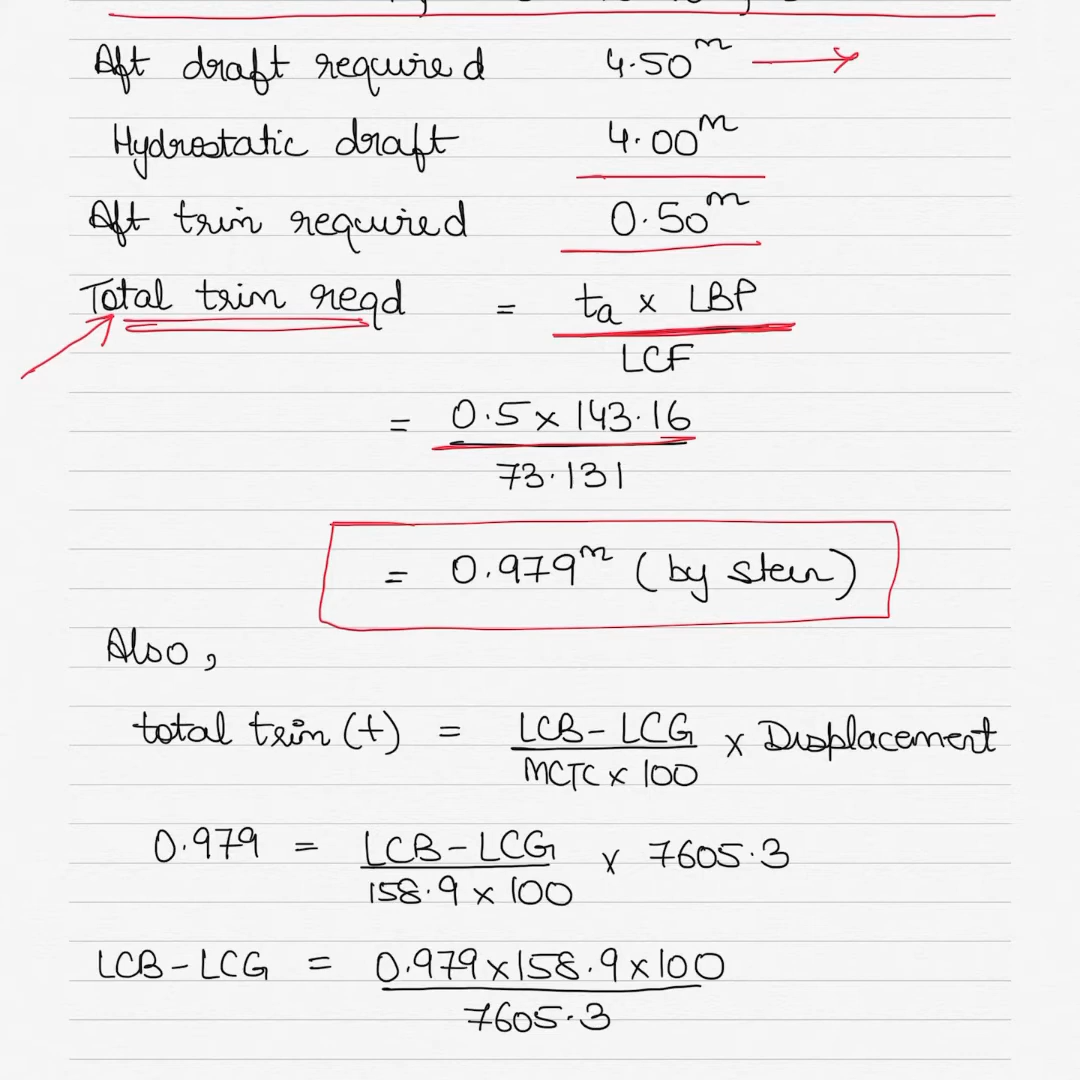 Aft draft required 4.50m →
Hydrostatic draft 4.00m
Aft trim required 0.50m
Total trim reqd = ta × LBP
LCF
= 0.5 × 143.16
73.131
= 0.979m (by stern)
Also,
total trim (t) = LCB - LCG × Displacement
MCTC × 100
0.979 = LCB - LCG × 7605.3
158.9 × 100
LCB - LCG = 0.979 × 158.9 × 100
7605.3